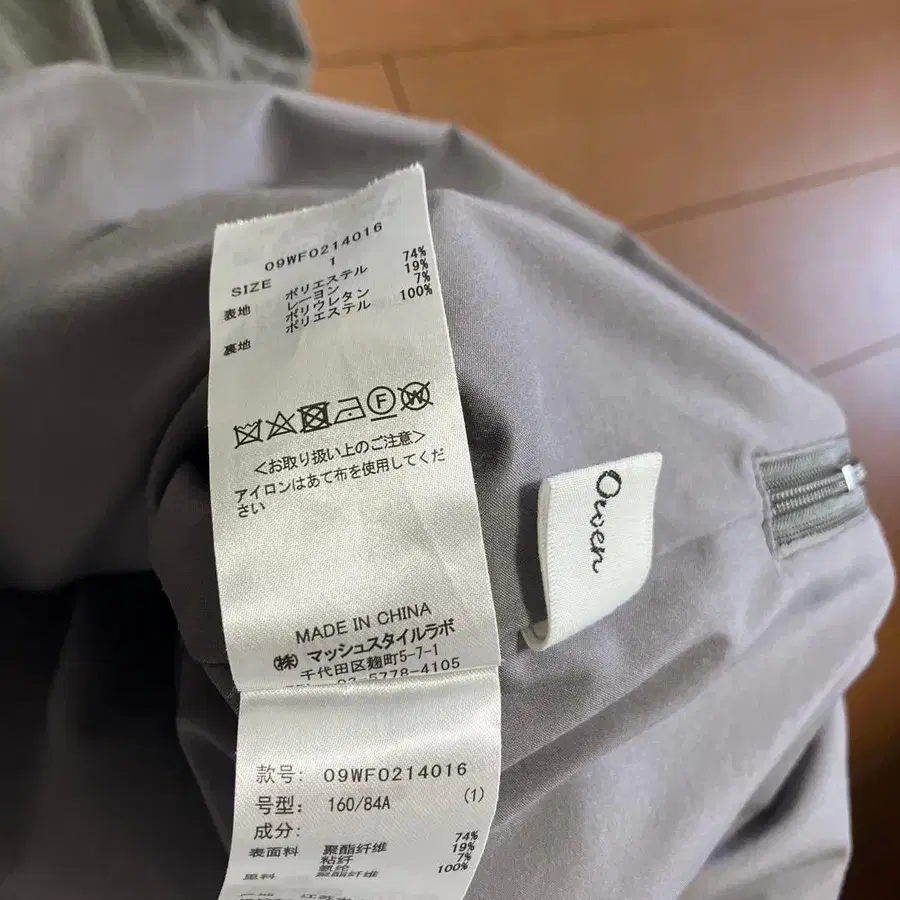 09WF0214016
SIZE 1
表地 ポリエステル 74%
レーヨン 19%
ポリウレタン 7%
裏地 ポリエステル 100%
F
W
<お取り扱い上のご注意>
アイロンはあて布を使用してくだ
さい
MADE IN CHINA
㈱ マッシュスタイルラボ
千代田区麹町5-7-1
03-5778-4105
Owen
款号: 09WF0214016
号型: 160/84A (1)
成分:
表面料 聚酯纤维 74%
粘纤 19%
氨纶 7%
里料 聚酯纤维 100%